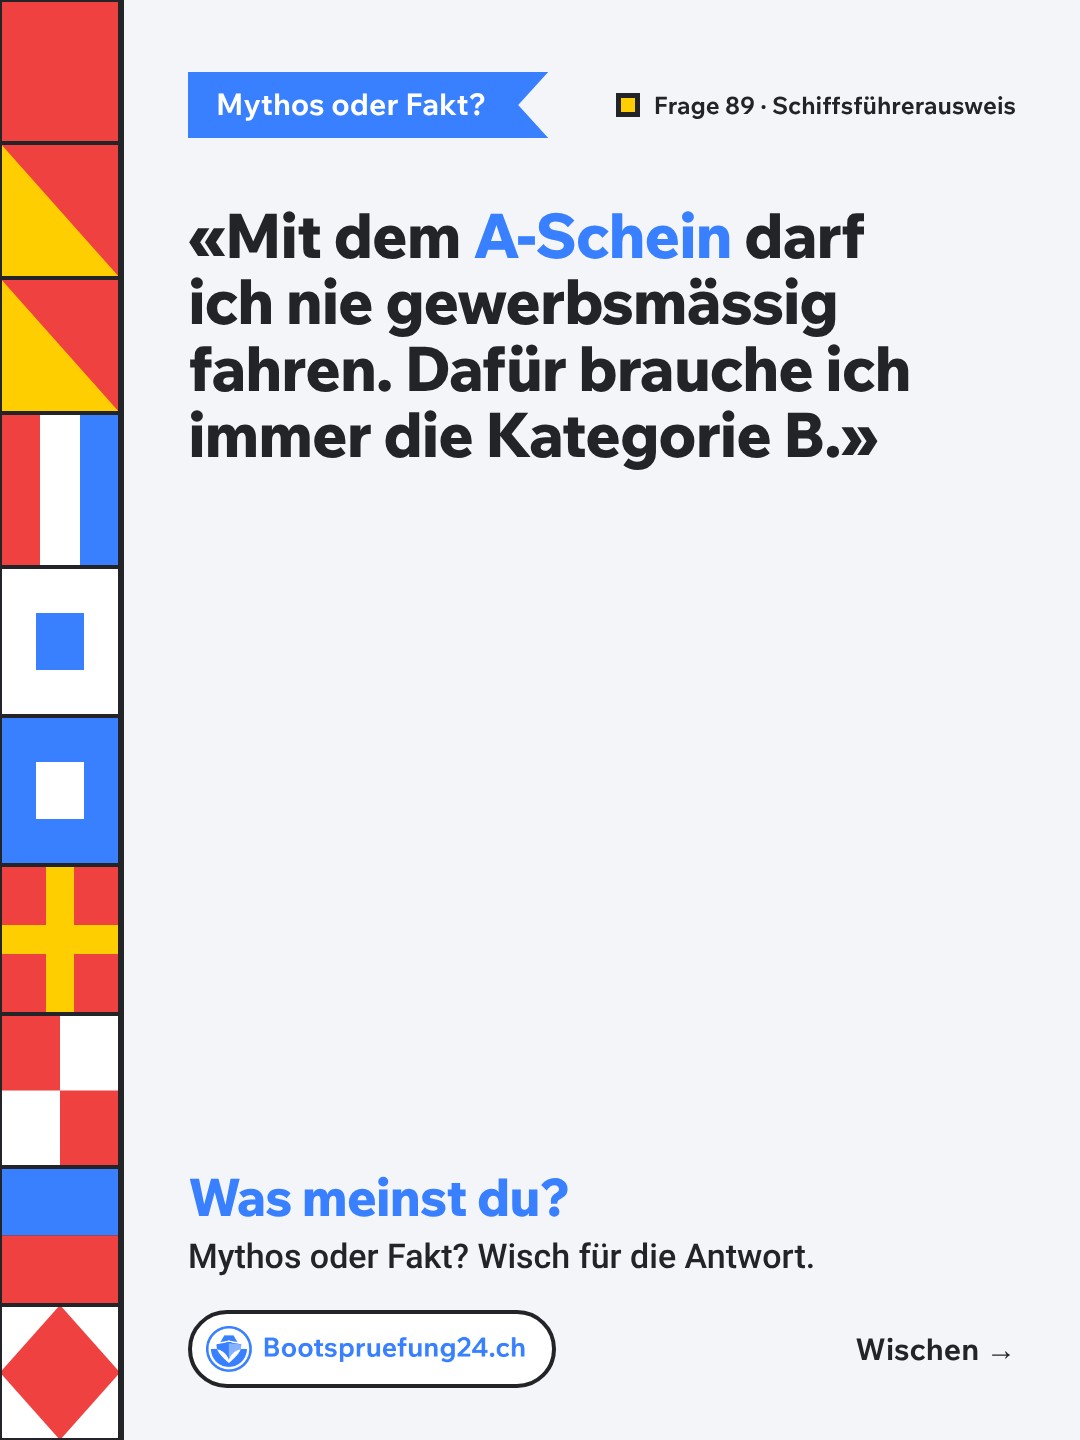 Mythos oder Fakt?
Frage 89 · Schiffsführerausweis
«Mit dem A-Schein darf
ich nie gewerbsmässig
fahren. Dafür brauche ich
immer die Kategorie B.»
Was meinst du?
Mythos oder Fakt? Wisch für die Antwort.
Bootspruefung24.ch
Wischen →